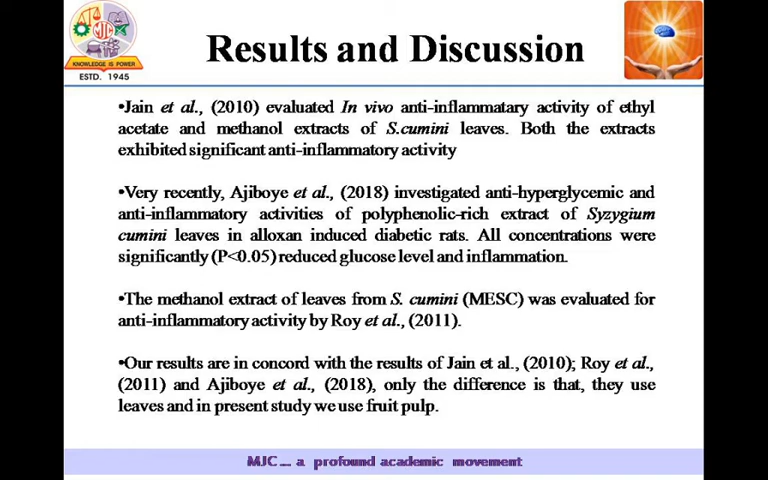 MJC
KNOWLEDGE IS POWER
ESTD. 1945
Results and Discussion
•Jain et al., (2010) evaluated In vivo anti-inflammatary activity of ethyl
acetate and methanol extracts of S.cumini leaves. Both the extracts
exhibited significant anti-inflammatory activity
•Very recently, Ajiboye et al., (2018) investigated anti-hyperglycemic and
anti-inflammatory activities of polyphenolic-rich extract of Syzygium
cumini leaves in alloxan induced diabetic rats. All concentrations were
significantly (P<0.05) reduced glucose level and inflammation.
•The methanol extract of leaves from S. cumini (MESC) was evaluated for
anti-inflammatory activity by Roy et al., (2011).
•Our results are in concord with the results of Jain et al., (2010); Roy et al.,
(2011) and Ajiboye et al., (2018), only the difference is that, they use
leaves and in present study we use fruit pulp.
MJC ... a profound academic movement